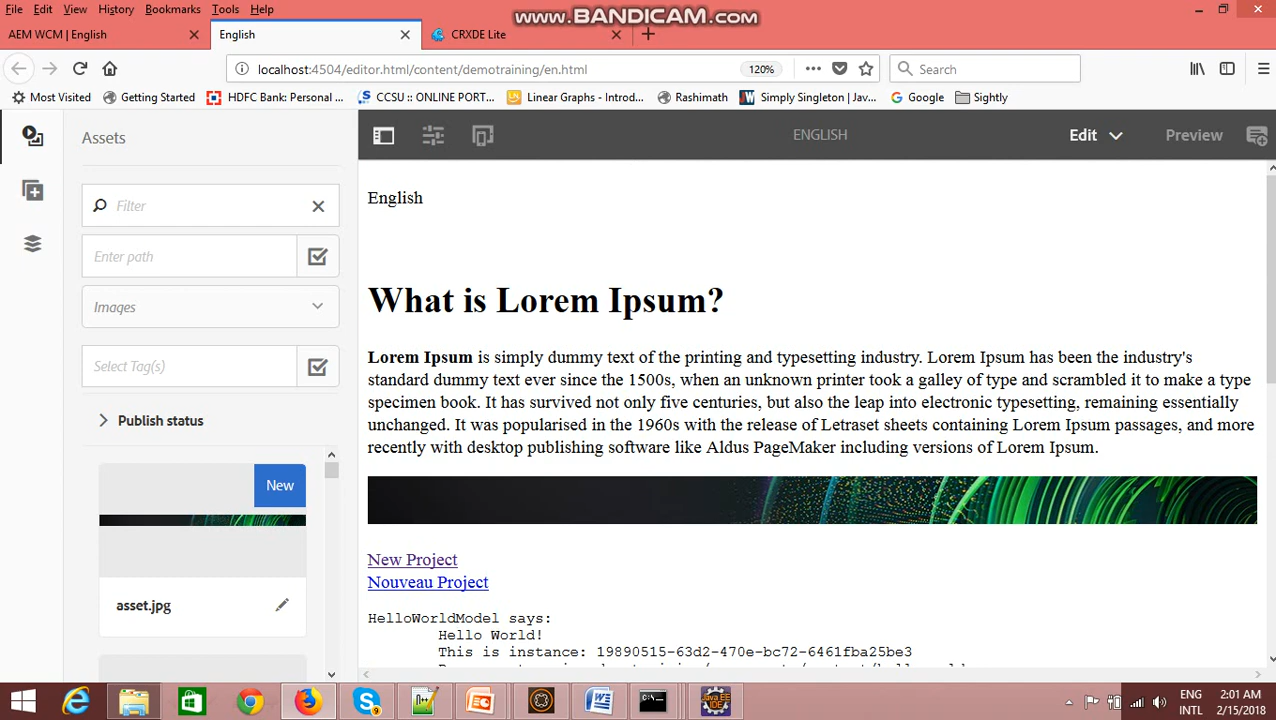 File Edit View History Bookmarks Tools Help
www.BANDICAM.com
AEM WCM | English
English
CRXDE Lite
localhost:4504/editor.html/content/demotraining/en.html
120%
Search
Most Visited
Getting Started
HDFC Bank: Personal ...
CCSU :: ONLINE PORT...
Linear Graphs - Introd...
Rashimath
Simply Singleton | Jav...
Google
Sightly
Assets
Filter
Enter path
Images
Select Tag(s)
Publish status
New
asset.jpg
ENGLISH
Edit
Preview
English
What is Lorem Ipsum?
Lorem Ipsum is simply dummy text of the printing and typesetting industry. Lorem Ipsum has been the industry's
standard dummy text ever since the 1500s, when an unknown printer took a galley of type and scrambled it to make a type
specimen book. It has survived not only five centuries, but also the leap into electronic typesetting, remaining essentially
unchanged. It was popularised in the 1960s with the release of Letraset sheets containing Lorem Ipsum passages, and more
recently with desktop publishing software like Aldus PageMaker including versions of Lorem Ipsum.
New Project
Nouveau Project
HelloWorldModel says:
Hello World!
This is instance: 19890515-63d2-470e-bc72-6461fba25be3
ENG
INTL
2:01 AM
2/15/2018